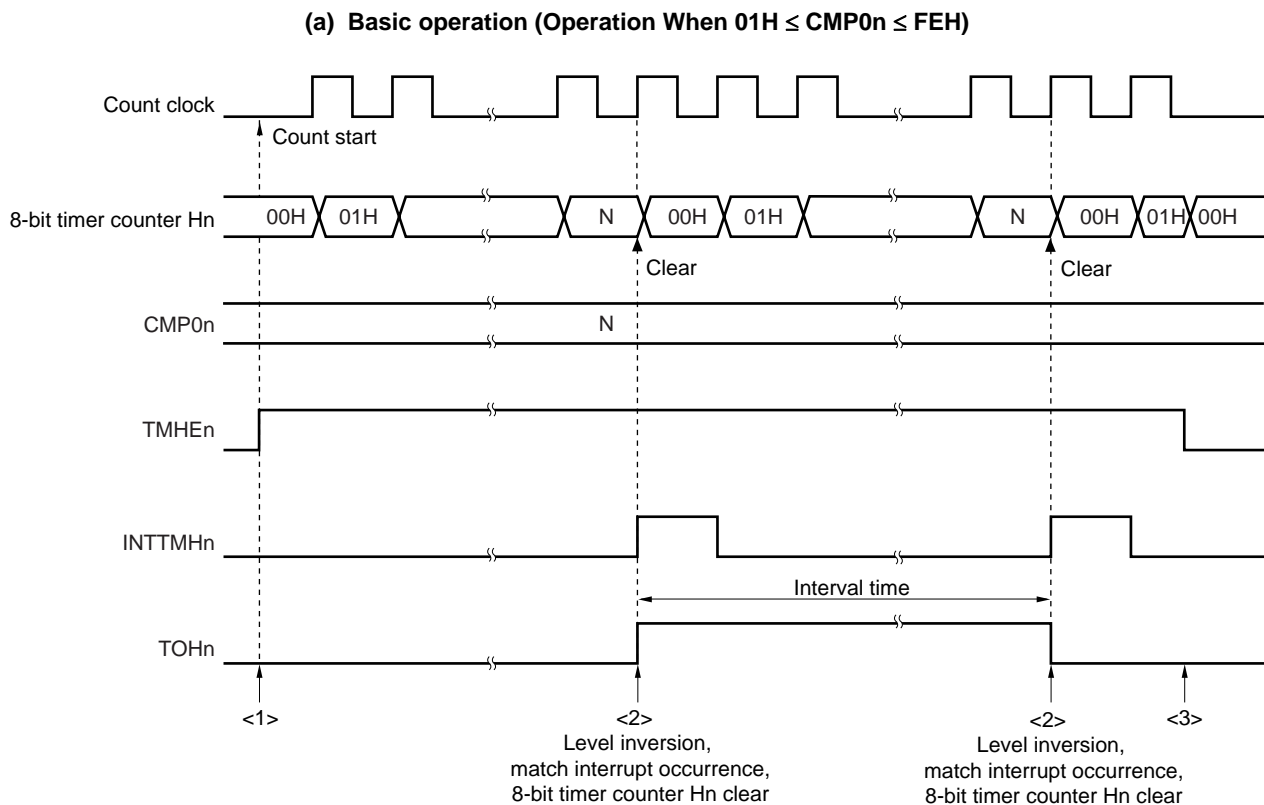 (a) Basic operation (Operation When 01H ≤ CMP0n ≤ FEH)
Count clock
Count start
8-bit timer counter Hn
00H 01H N 00H 01H N 00H 01H 00H
Clear Clear
CMP0n N
TMHEn
INTTMHn
Interval time
TOHn
<1> <2> <2> <3>
Level inversion,
match interrupt occurrence,
8-bit timer counter Hn clear
Level inversion,
match interrupt occurrence,
8-bit timer counter Hn clear